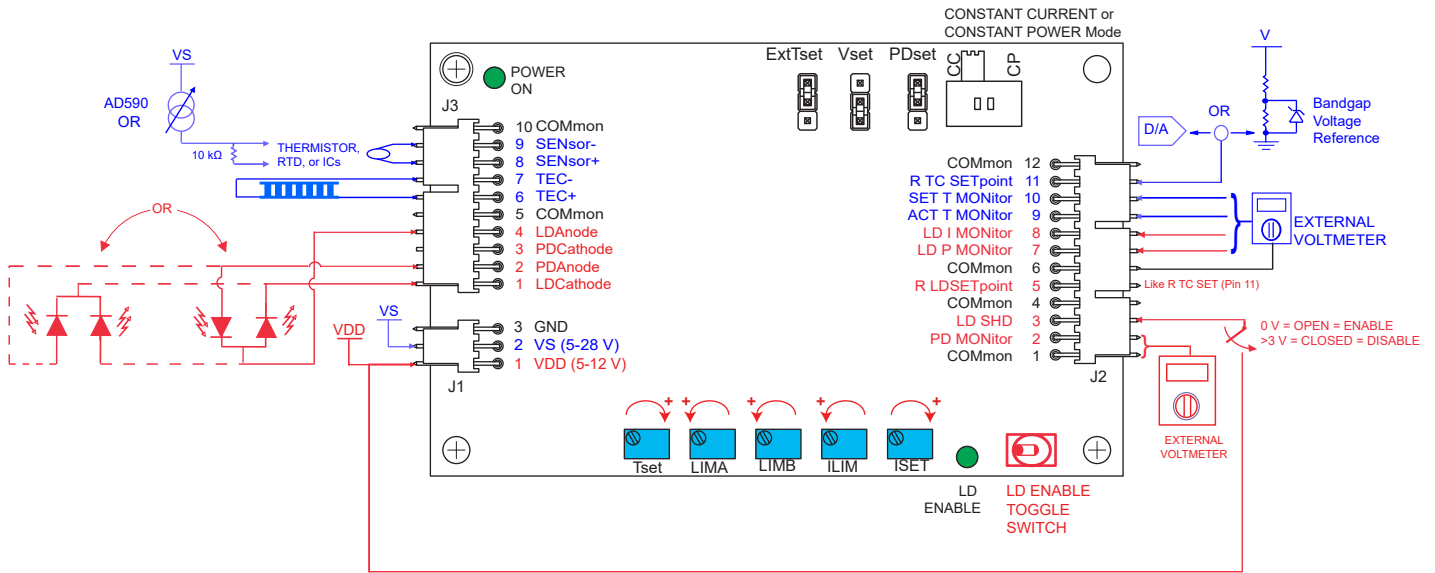 CONSTANT CURRENT or
CONSTANT POWER Mode
ExtTset
Vset
PDset
CC
CP
POWER
ON
VS
AD590
OR
10 kΩ
THERMISTOR,
RTD, or ICs
J3
10 COMmon
9 SENsor-
8 SENsor+
7 TEC-
6 TEC+
5 COMmon
4 LDAnode
3 PDCathode
2 PDAnode
1 LDCathode
OR
VS
VDD
3 GND
2 VS (5-28 V)
1 VDD (5-12 V)
J1
V
D/A
OR
Bandgap
Voltage
Reference
COMmon 12
R TC SETpoint 11
SET T MONitor 10
ACT T MONitor 9
LD I MONitor 8
LD P MONitor 7
COMmon 6
R LDSETpoint 5
COMmon 4
LD SHD 3
PD MONitor 2
COMmon 1
J2
EXTERNAL
VOLTMETER
Like R TC SET (Pin 11)
0 V = OPEN = ENABLE
>3 V = CLOSED = DISABLE
EXTERNAL
VOLTMETER
+
+
+
+
+
Tset
LIMA
LIMB
ILIM
ISET
LD
ENABLE
LD ENABLE
TOGGLE
SWITCH